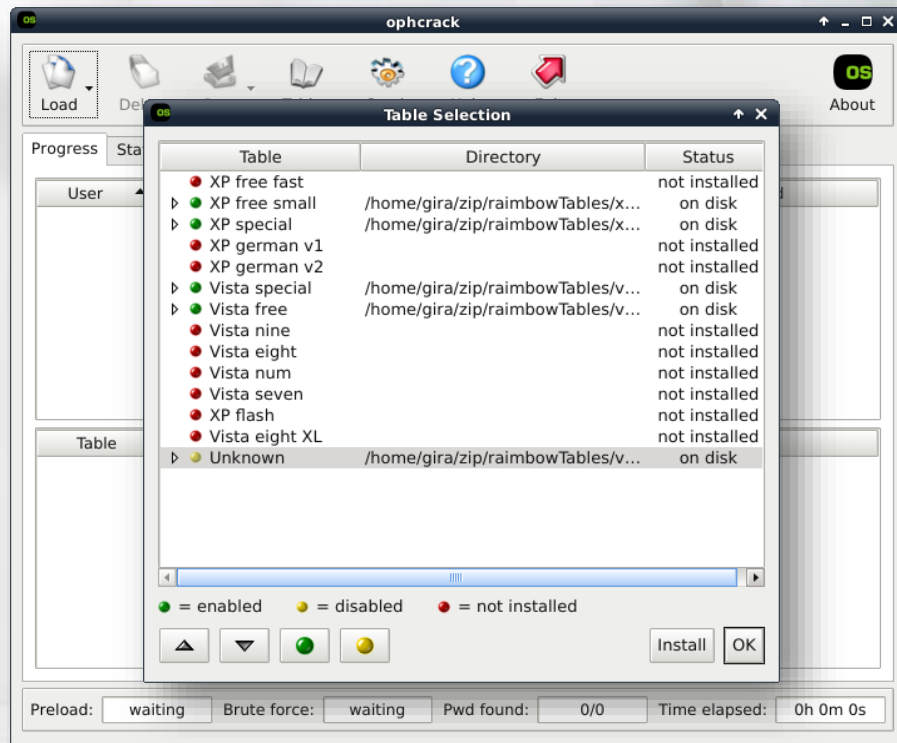 os ophcrack
Load
os
About
os Table Selection
Progress
Table Directory Status
User
XP free fast not installed
XP free small /home/gira/zip/raimbowTables/x... on disk
XP special /home/gira/zip/raimbowTables/x... on disk
XP german v1 not installed
XP german v2 not installed
Vista special /home/gira/zip/raimbowTables/v... on disk
Vista free /home/gira/zip/raimbowTables/v... on disk
Vista nine not installed
Vista eight not installed
Vista num not installed
Vista seven not installed
XP flash not installed
Vista eight XL not installed
Table
Unknown /home/gira/zip/raimbowTables/v... on disk
= enabled = disabled = not installed
Install OK
Preload: waiting Brute force: waiting Pwd found: 0/0 Time elapsed: 0h 0m 0s